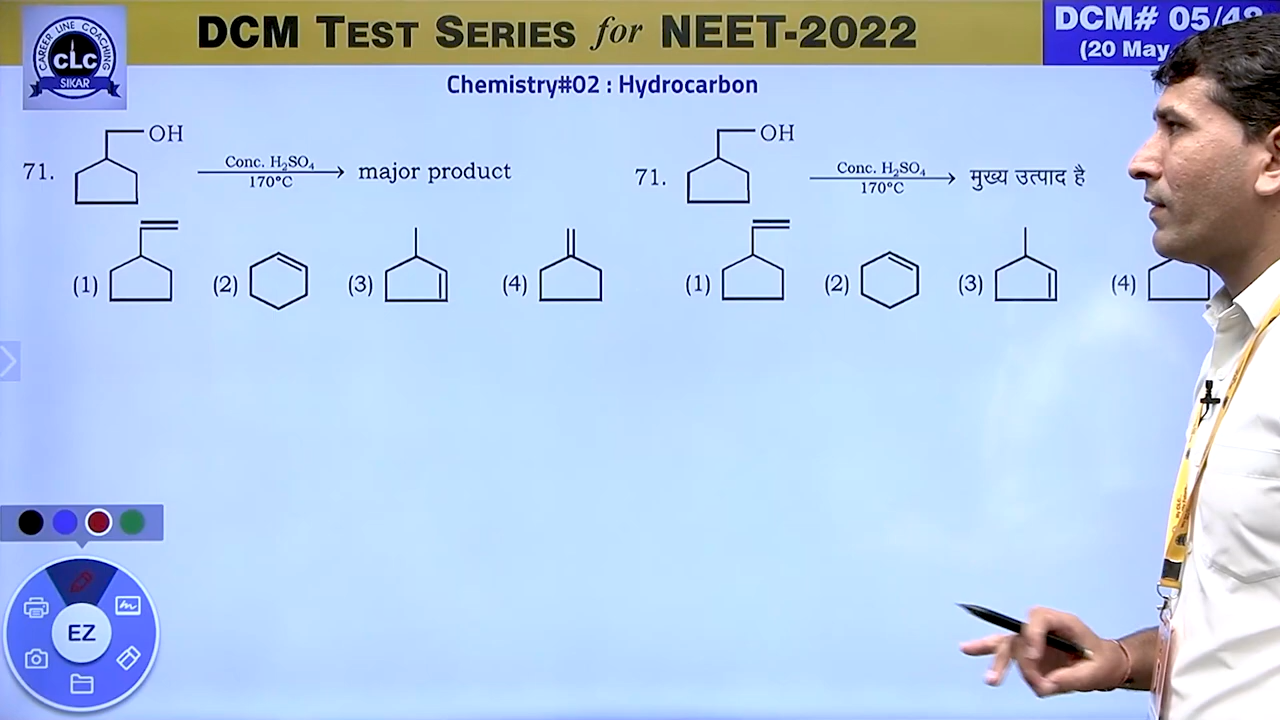 CAREER LINE COACHING
CLC
SIKAR
DCM TEST SERIES for NEET-2022
DCM# 05/48
(20 May
Chemistry#02 : Hydrocarbon
71.
OH
Conc. H₂SO₄
170°C
major product
(1)
(2)
(3)
(4)
71.
OH
Conc. H₂SO₄
170°C
मुख्य उत्पाद है
(1)
(2)
(3)
(4)
EZ